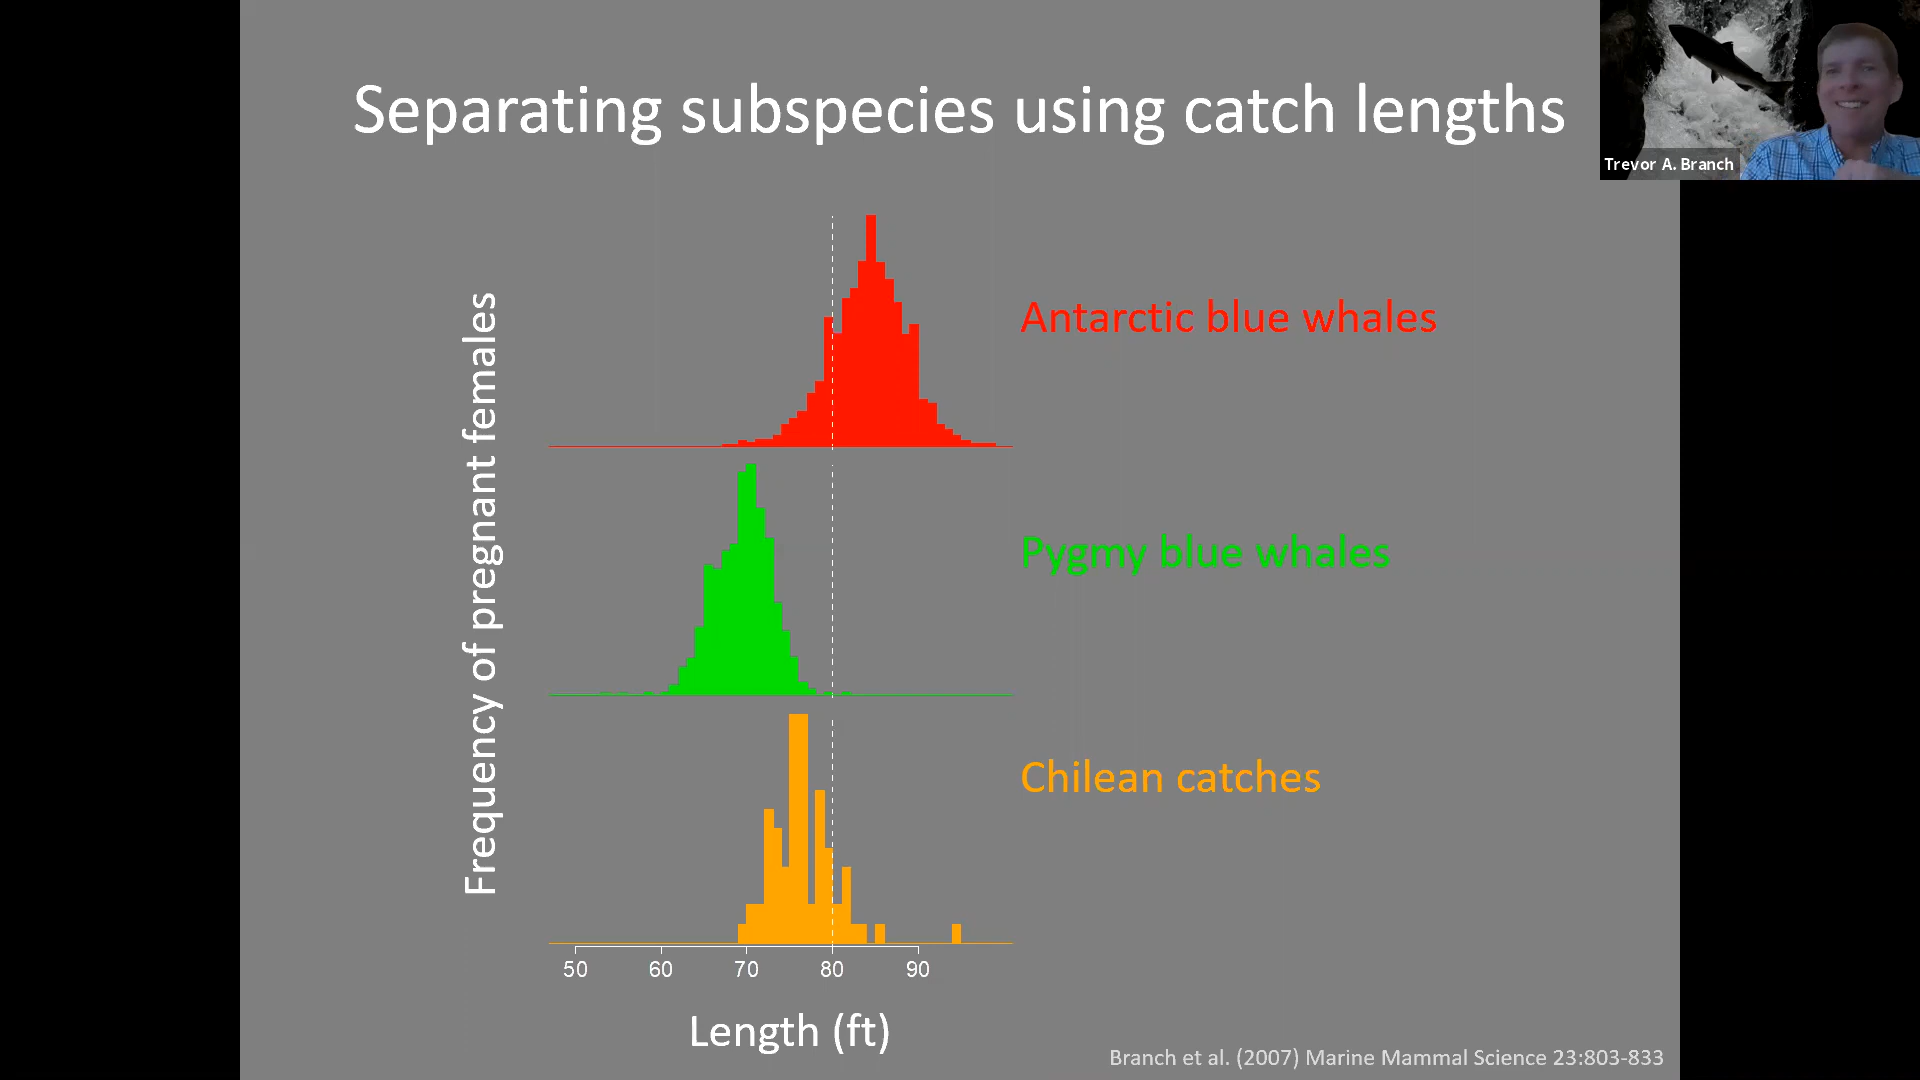 Separating subspecies using catch lengths
Trevor A. Branch
Frequency of pregnant females
Antarctic blue whales
Pygmy blue whales
Chilean catches
50 60 70 80 90
Length (ft)
Branch et al. (2007) Marine Mammal Science 23:803-833